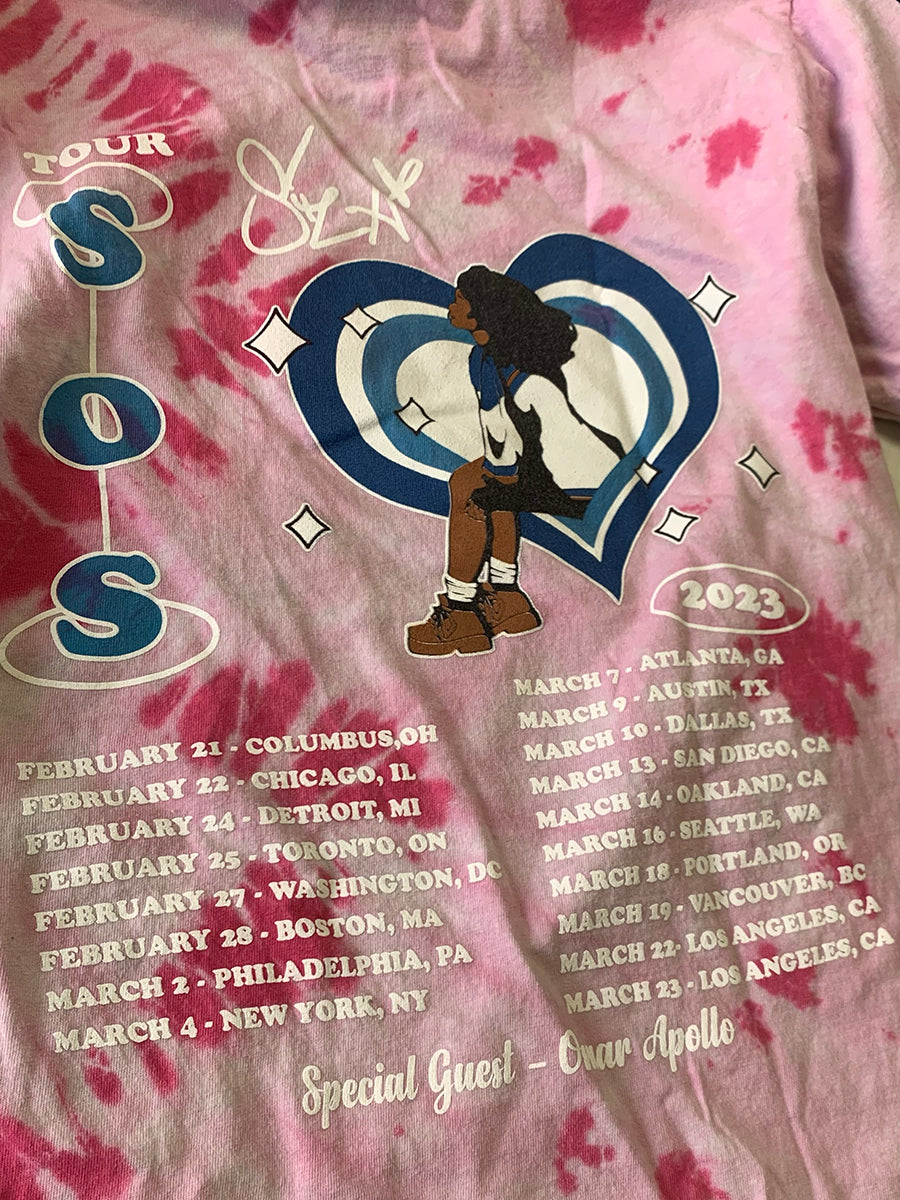 TOUR
SZA
S
O
S
2023
FEBRUARY 21 - COLUMBUS,OH
FEBRUARY 22 - CHICAGO, IL
FEBRUARY 24 - DETROIT, MI
FEBRUARY 25 - TORONTO, ON
FEBRUARY 27 - WASHINGTON, DC
FEBRUARY 28 - BOSTON, MA
MARCH 2 - PHILADELPHIA, PA
MARCH 4 - NEW YORK, NY
MARCH 7 - ATLANTA, GA
MARCH 9 - AUSTIN, TX
MARCH 10 - DALLAS, TX
MARCH 13 - SAN DIEGO, CA
MARCH 14 - OAKLAND, CA
MARCH 16 - SEATTLE, WA
MARCH 18 - PORTLAND, OR
MARCH 19 - VANCOUVER, BC
MARCH 22- LOS ANGELES, CA
MARCH 23 - LOS ANGELES, CA
Special Guest - Omar Apollo